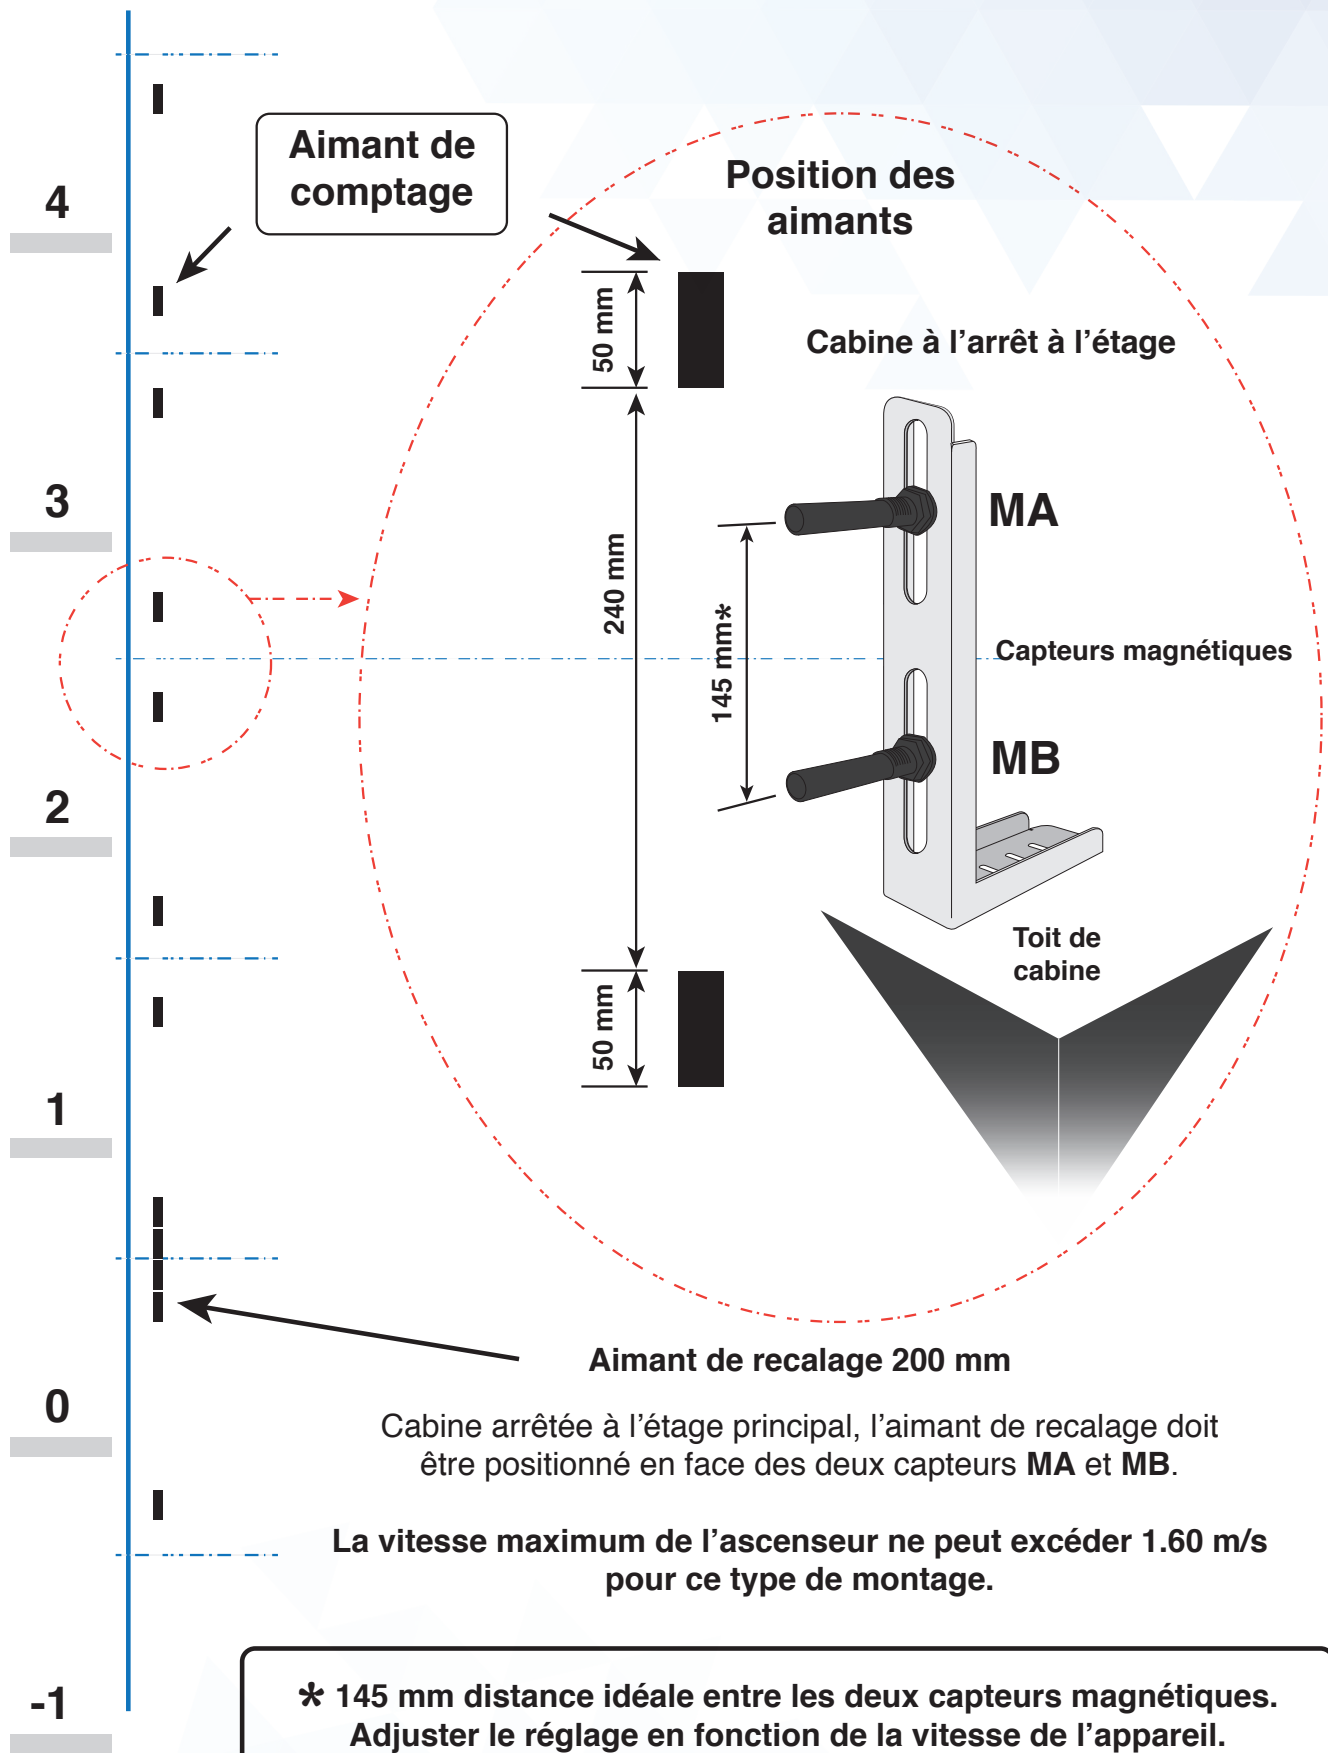 Aimant de
comptage
Position des
aimants
4
50 mm
Cabine à l’arrêt à l’étage
3
MA
240 mm
145 mm*
Capteurs magnétiques
MB
2
Toit de
cabine
50 mm
1
Aimant de recalage 200 mm
0
Cabine arrêtée à l’étage principal, l’aimant de recalage doit
être positionné en face des deux capteurs MA et MB.
La vitesse maximum de l’ascenseur ne peut excéder 1.60 m/s
pour ce type de montage.
-1
* 145 mm distance idéale entre les deux capteurs magnétiques.
Adjuster le réglage en fonction de la vitesse de l’appareil.